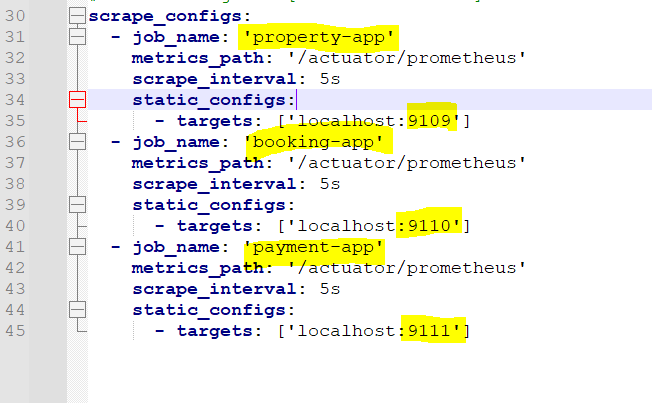 30 scrape_configs:
31   - job_name: 'property-app'
32     metrics_path: '/actuator/prometheus'
33     scrape_interval: 5s
34     static_configs:
35       - targets: ['localhost:9109']
36   - job_name: 'booking-app'
37     metrics_path: '/actuator/prometheus'
38     scrape_interval: 5s
39     static_configs:
40       - targets: ['localhost:9110']
41   - job_name: 'payment-app'
42     metrics_path: '/actuator/prometheus'
43     scrape_interval: 5s
44     static_configs:
45       - targets: ['localhost:9111']